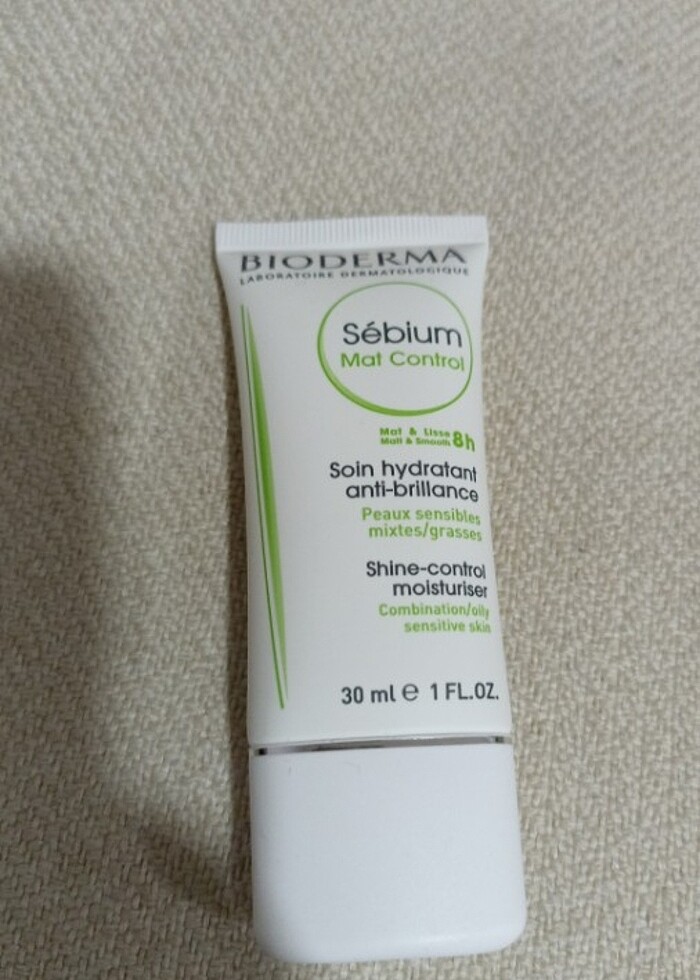 BIODERMA
LABORATOIRE DERMATOLOGIQUE
Sébium
Mat Control
Mat & Lisse
Matt & Smooth 8h
Soin hydratant
anti-brillance
Peaux sensibles
mixtes/grasses
Shine-control
moisturiser
Combination/oily
sensitive skin
30 ml e 1 FL.OZ.